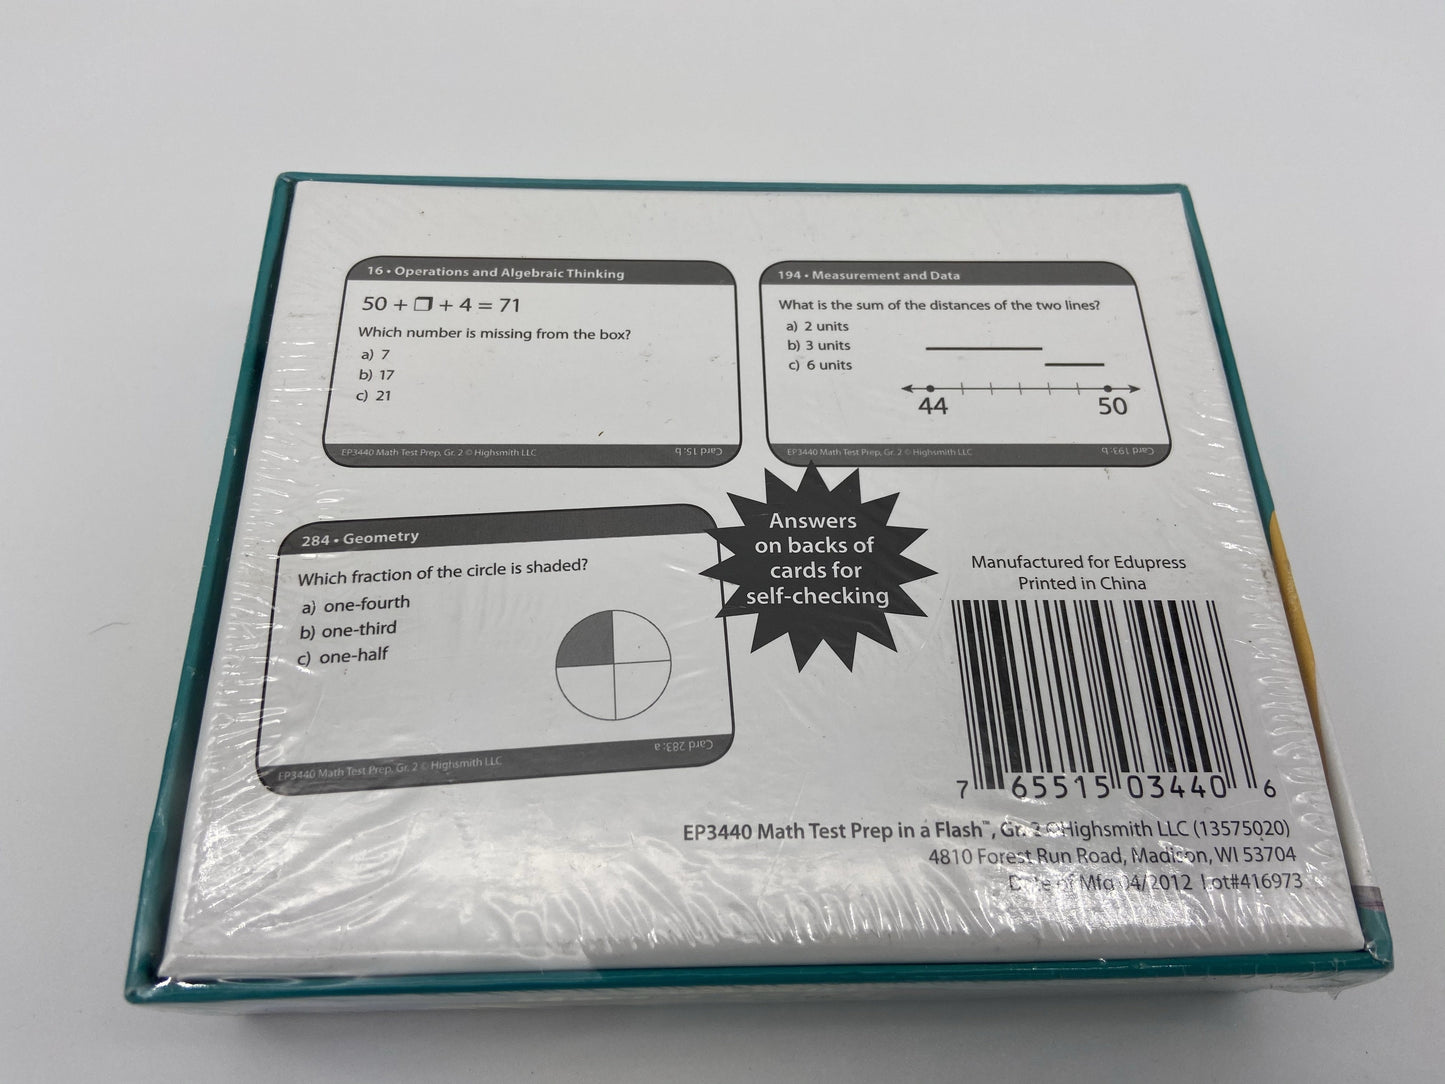 16 • Operations and Algebraic Thinking
50 + ❒ + 4 = 71
Which number is missing from the box?
a) 7
b) 17
c) 21
EP3440 Math Test Prep, Gr. 2 © Highsmith LLC
Card 15: b
194 • Measurement and Data
What is the sum of the distances of the two lines?
a) 2 units
b) 3 units
c) 6 units
44 50
EP3440 Math Test Prep, Gr. 2 © Highsmith LLC
Card 193: b
284 • Geometry
Which fraction of the circle is shaded?
a) one-fourth
b) one-third
c) one-half
EP3440 Math Test Prep, Gr. 2 © Highsmith LLC
Card 283: a
Answers
on backs of
cards for
self-checking
Manufactured for Edupress
Printed in China
7 65515 03440 6
EP3440 Math Test Prep in a Flash™, Gr. 2 ©Highsmith LLC (13575020)
4810 Forest Run Road, Madison, WI 53704
Date of Mfg 04/2012 Lot#416973